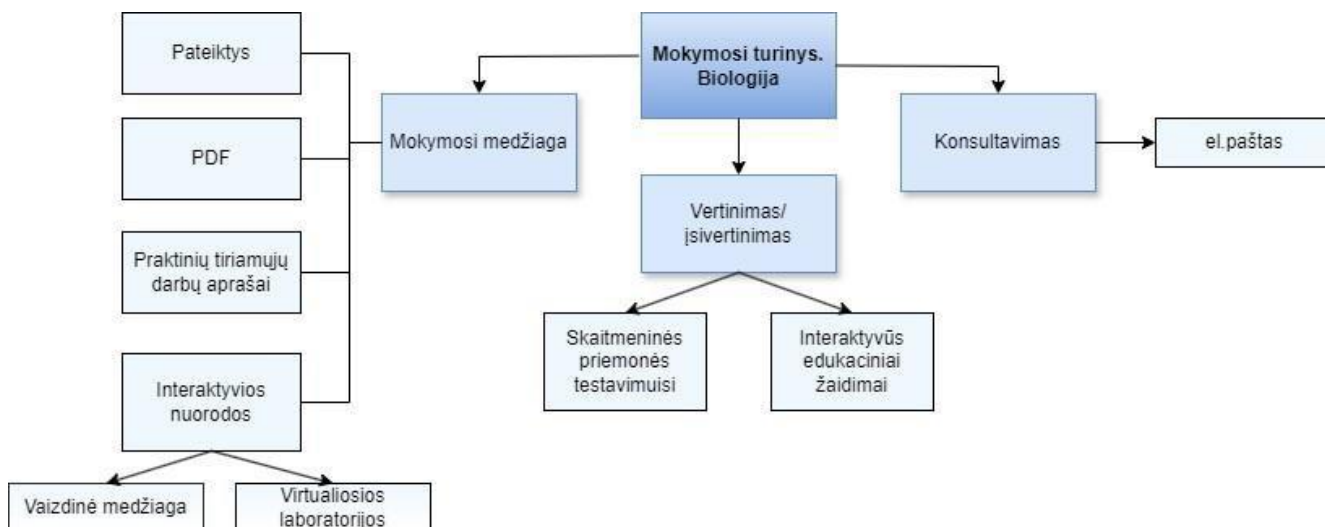 Pateiktys
Mokymosi turinys.
Biologija
Mokymosi medžiaga
Konsultavimas
el.paštas
PDF
Vertinimas/
įsivertinimas
Praktinių tiriamųjų
darbų aprašai
Skaitmeninės
priemonės
testavimuisi
Interaktyvūs
edukaciniai
žaidimai
Interaktyvios
nuorodos
Vaizdinė medžiaga
Virtualiosios
laboratorijos